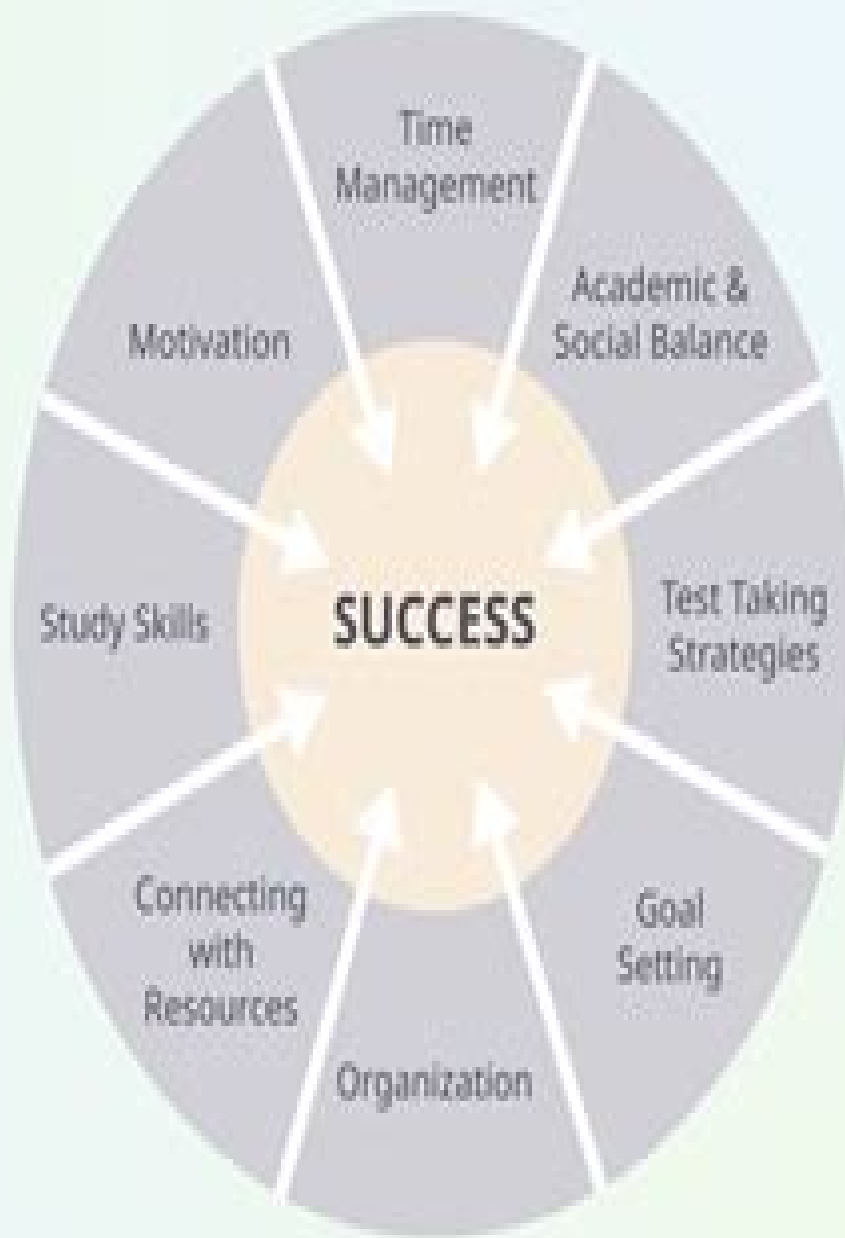 Time
Management
Academic &
Social Balance
Test Taking
Strategies
Goal
Setting
Organization
Connecting
with
Resources
Study Skills
Motivation
SUCCESS